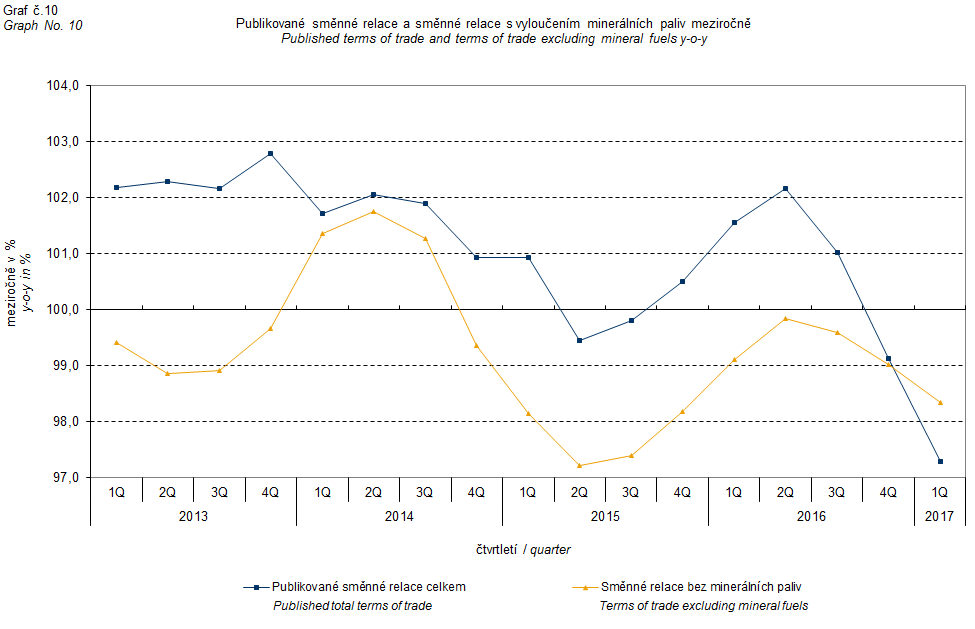 Graf č.10
Graph No. 10
Publikované směnné relace a směnné relace s vyloučením minerálních paliv meziročně
Published terms of trade and terms of trade excluding mineral fuels y-o-y
104,0
103,0
102,0
101,0
100,0
99,0
98,0
97,0
meziročně v %
y-o-y in %
1Q 2Q 3Q 4Q 1Q 2Q 3Q 4Q 1Q 2Q 3Q 4Q 1Q 2Q 3Q 4Q 1Q
2013 2014 2015 2016 2017
čtvrtletí / quarter
Publikované směnné relace celkem
Published total terms of trade
Směnné relace bez minerálních paliv
Terms of trade excluding mineral fuels